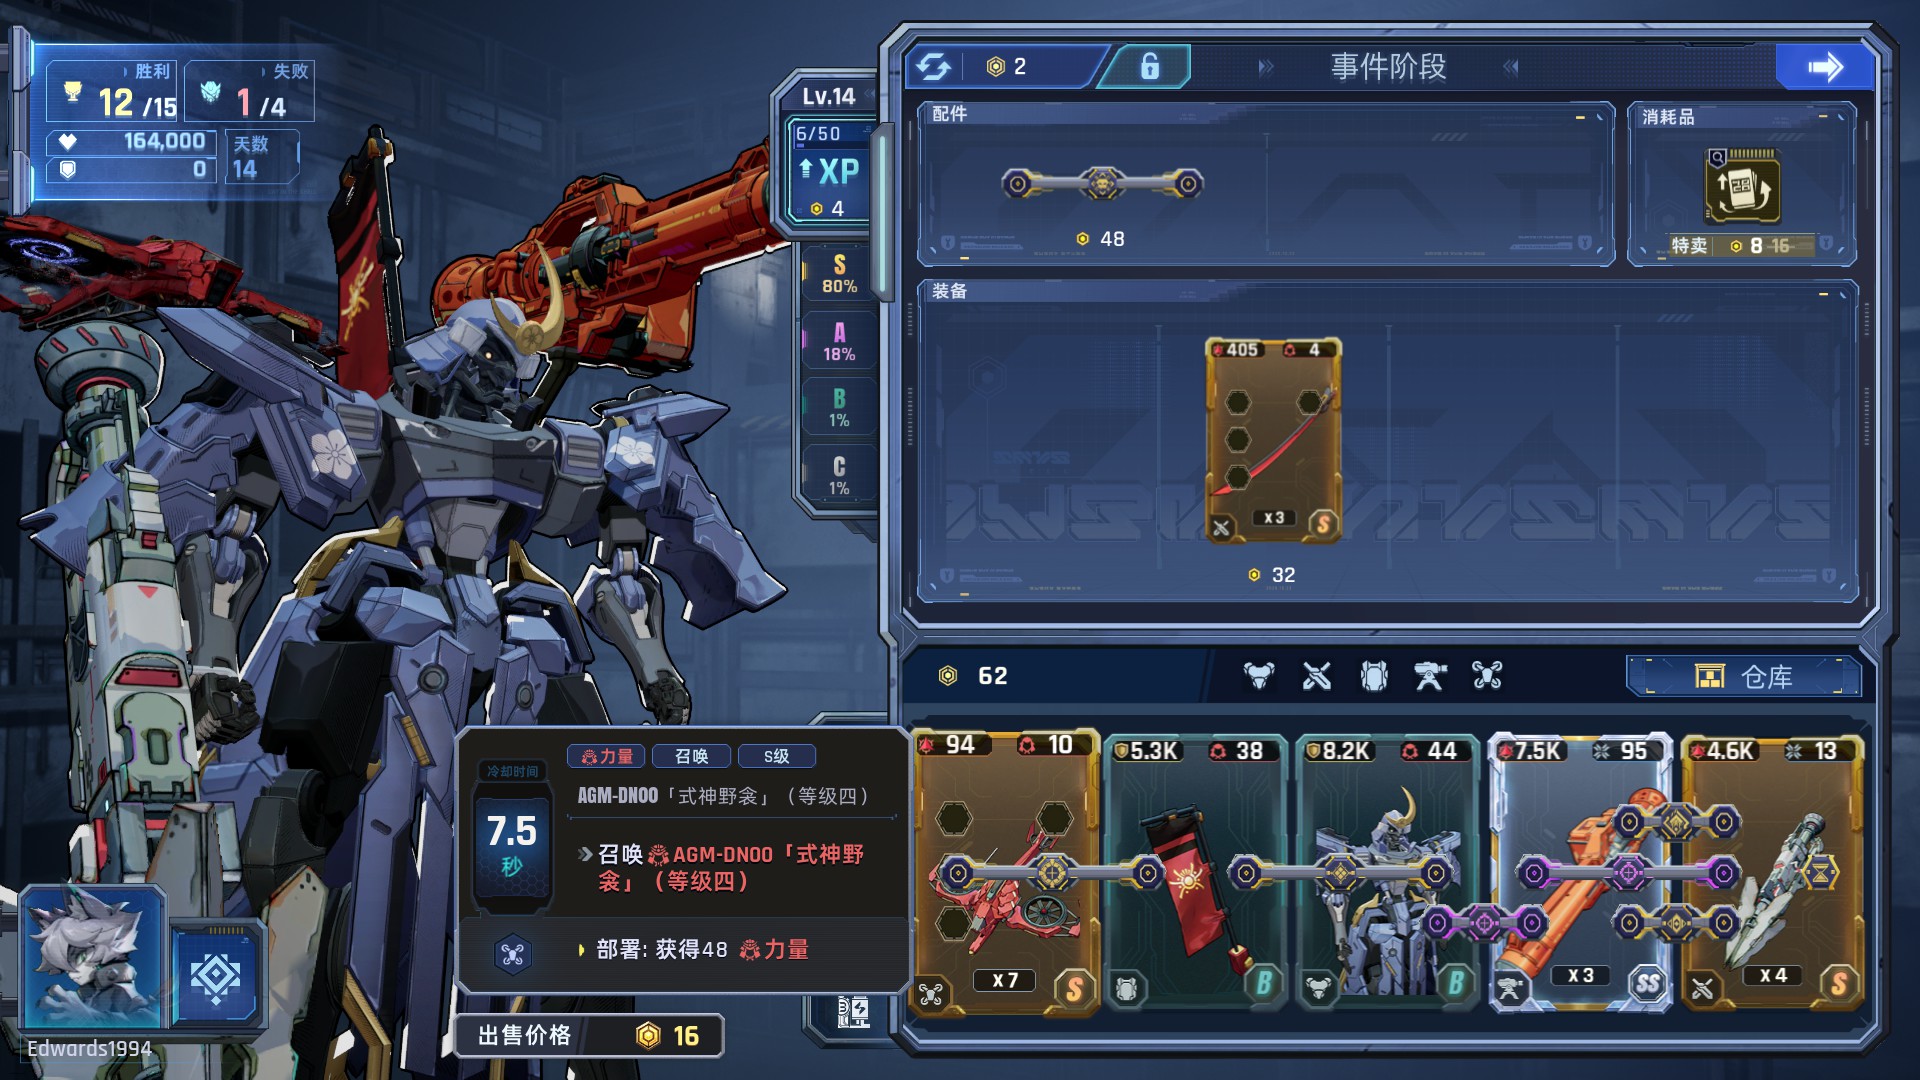 胜利
12 /15
失败
1 /4
164,000
0
天数
14
Lv.14
6/50
XP
4
S
80%
A
18%
B
1%
C
1%
2
事件阶段
配件
48
消耗品
特卖
8 16
装备
405
4
x3
S
32
62
仓库
94
10
x7
S
5.3K
38
B
8.2K
44
B
7.5K
95
x3
SS
4.6K
13
x4
S
冷却时间
7.5
秒
力量
召唤
S级
AGM-DN00「式神野衾」（等级四）
召唤AGM-DN00「式神野
衾」（等级四）
部署: 获得48 力量
出售价格
16
Edwards1994